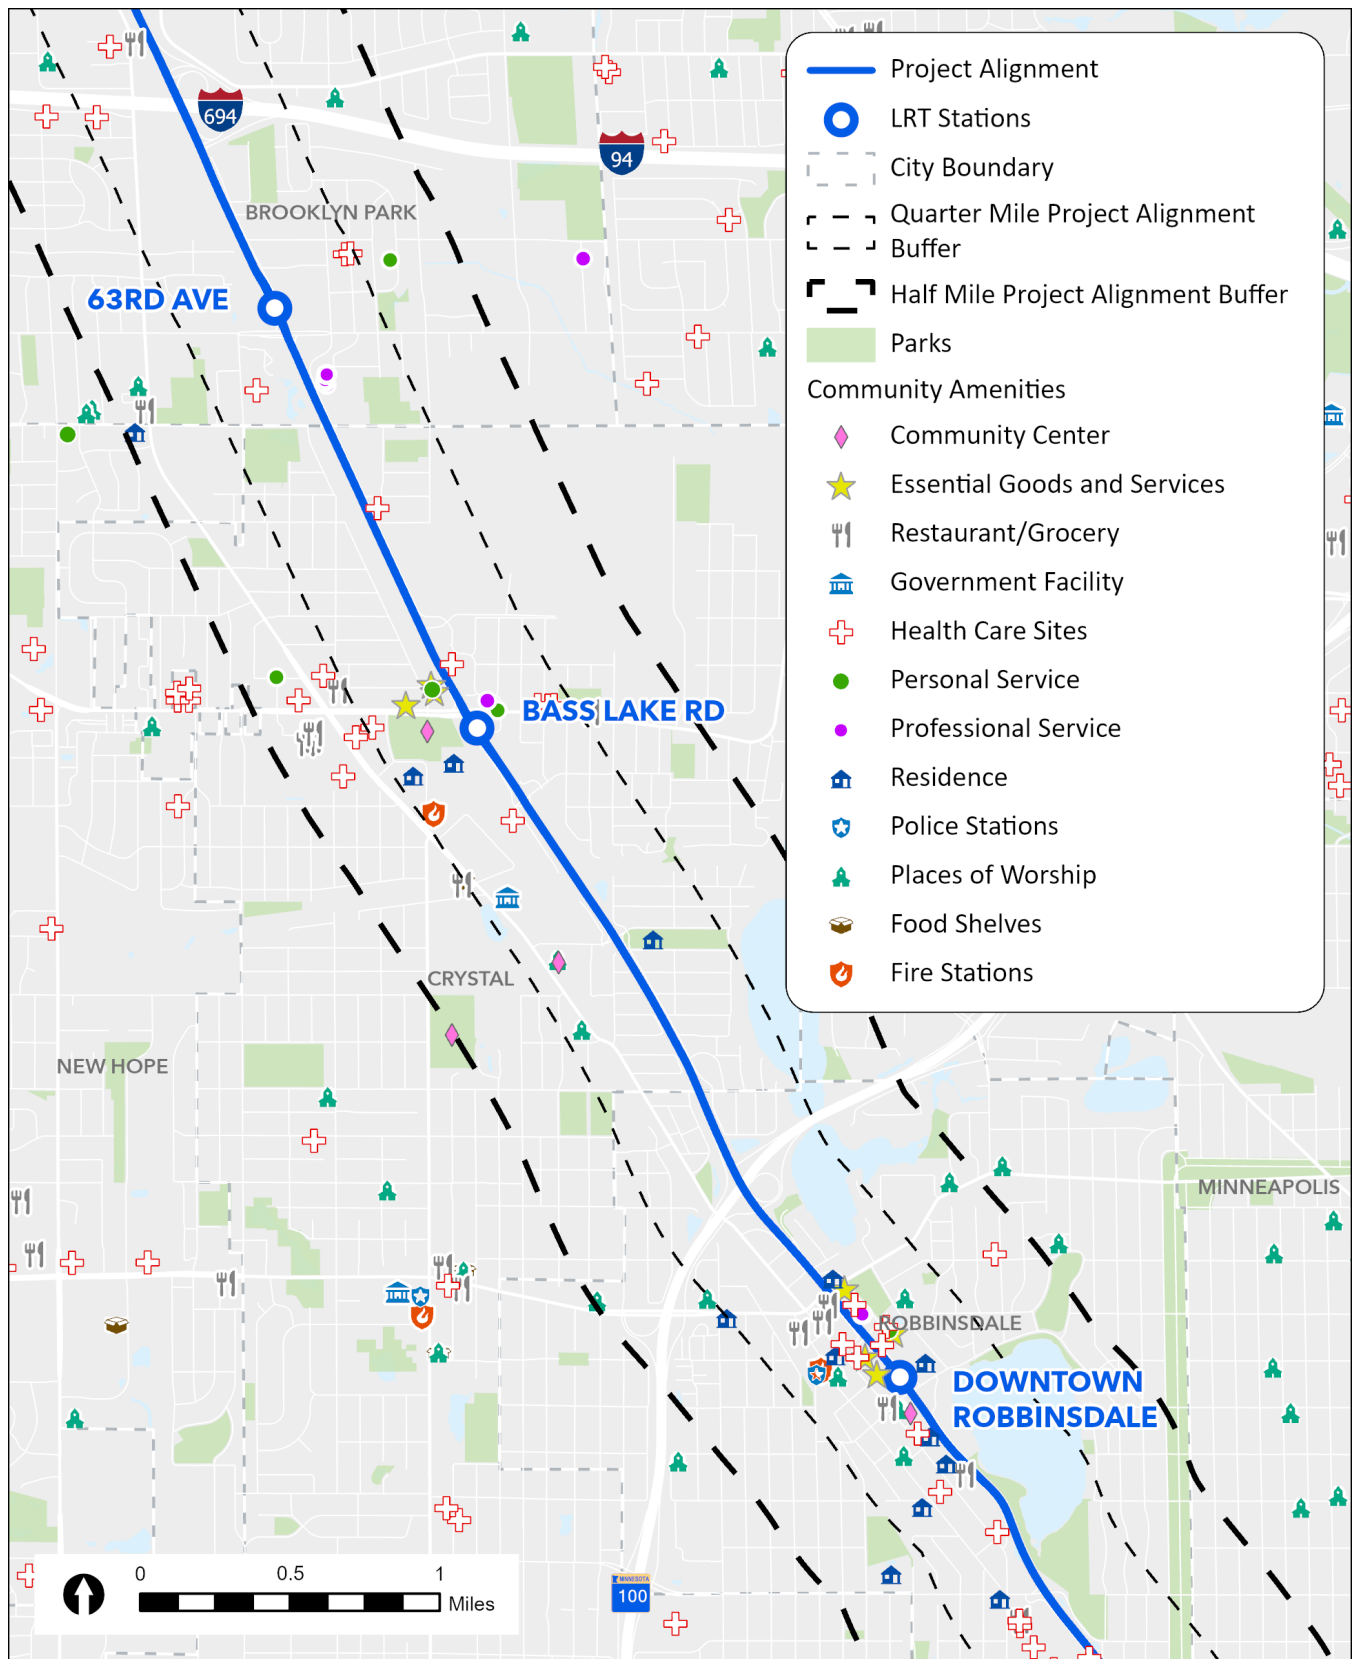 694
94
BROOKLYN PARK
63RD AVE
BASS LAKE RD
CRYSTAL
NEW HOPE
MINNEAPOLIS
ROBBINSDALE
DOWNTOWN
ROBBINSDALE
MINNESOTA
100
0
0.5
1
Miles
Project Alignment
LRT Stations
City Boundary
Quarter Mile Project Alignment
Buffer
Half Mile Project Alignment Buffer
Parks
Community Amenities
Community Center
Essential Goods and Services
Restaurant/Grocery
Government Facility
Health Care Sites
Personal Service
Professional Service
Residence
Police Stations
Places of Worship
Food Shelves
Fire Stations